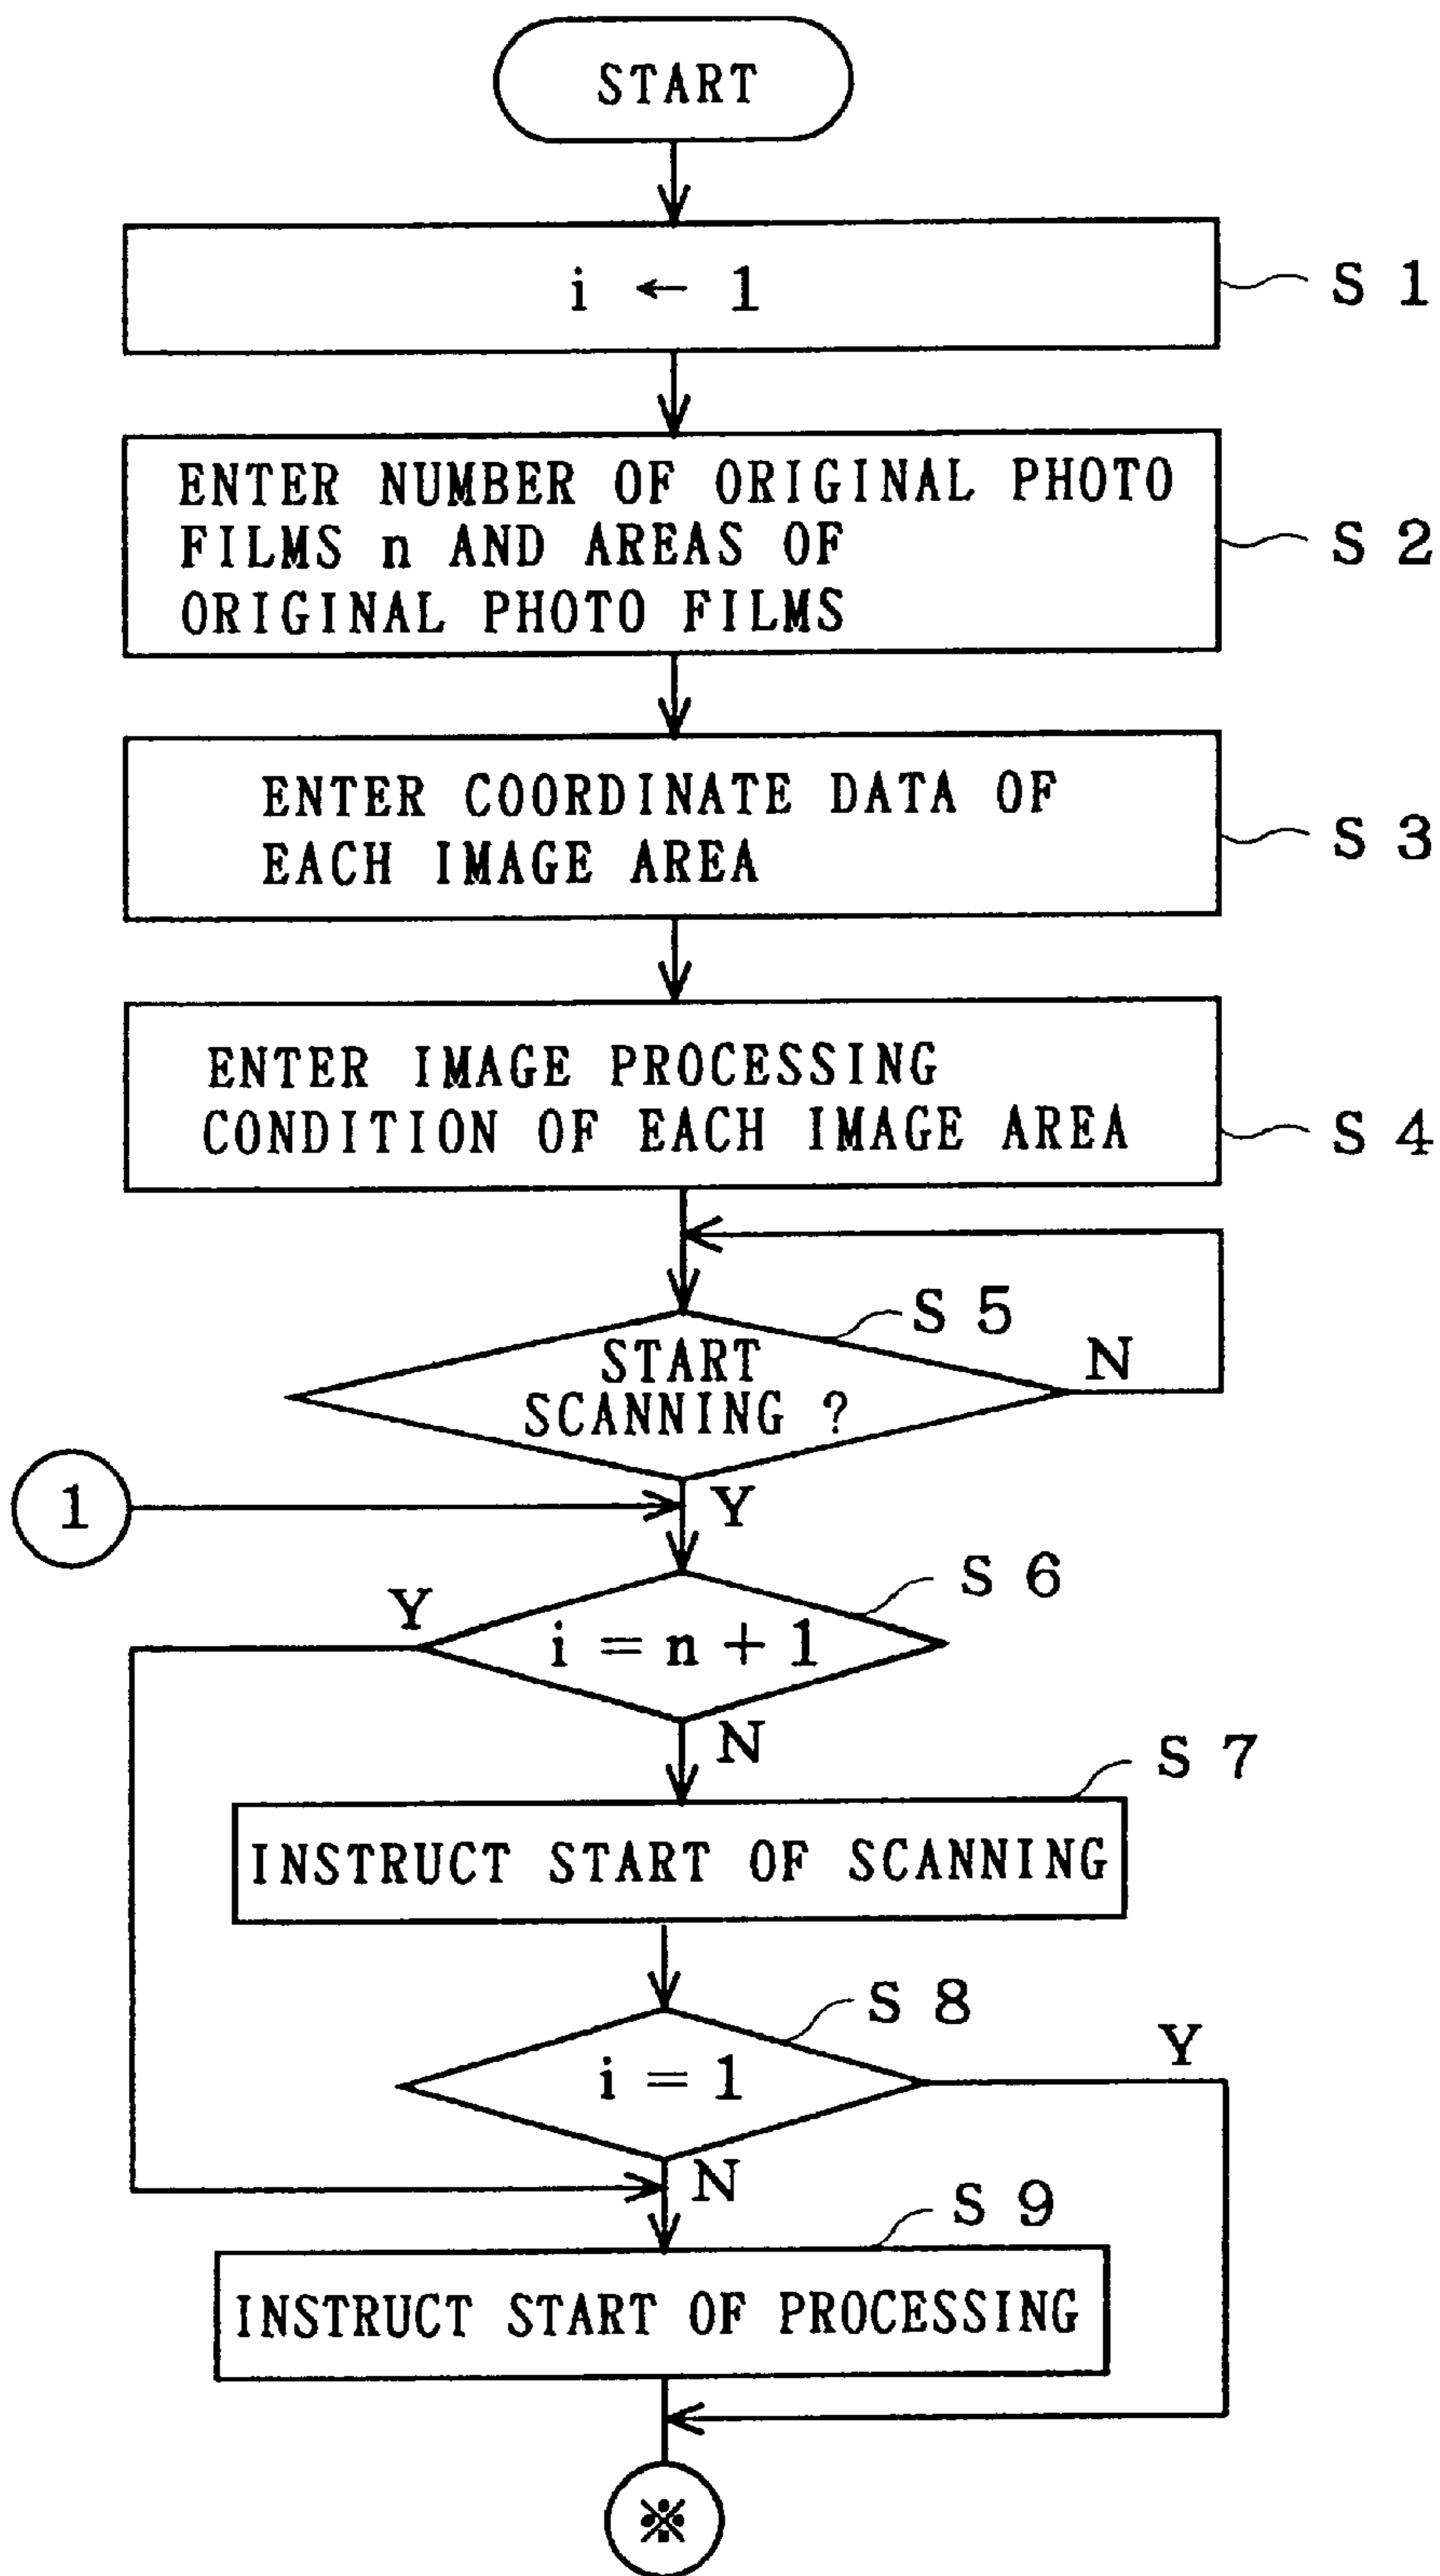 START
i ← 1
S 1
ENTER NUMBER OF ORIGINAL PHOTO
FILMS n AND AREAS OF
ORIGINAL PHOTO FILMS
S 2
ENTER COORDINATE DATA OF
EACH IMAGE AREA
S 3
ENTER IMAGE PROCESSING
CONDITION OF EACH IMAGE AREA
S 4
S 5
START
SCANNING ?
N
1
Y
S 6
Y
i = n + 1
N
S 7
INSTRUCT START OF SCANNING
S 8
Y
i = 1
N
S 9
INSTRUCT START OF PROCESSING
※